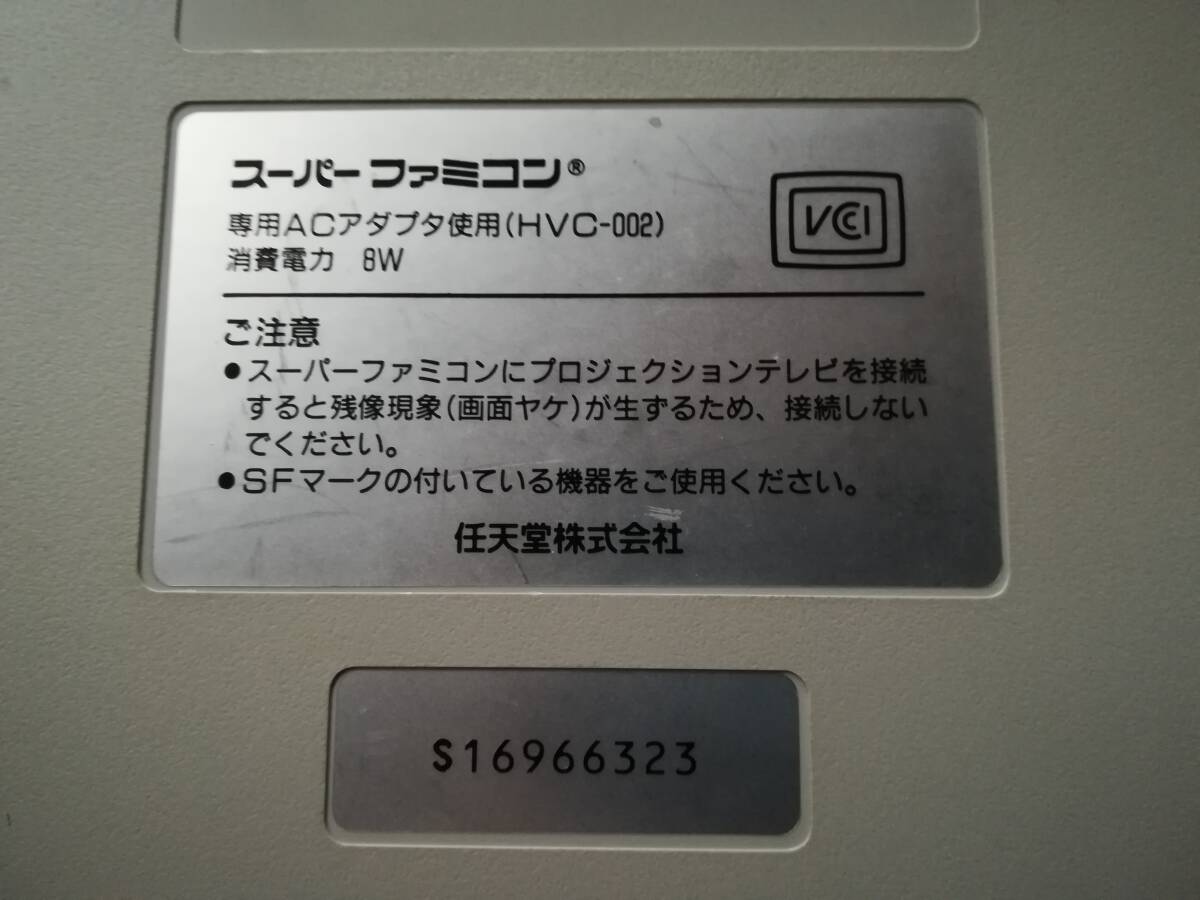 スーパーファミコン®
専用ACアダプタ使用(HVC-002)
消費電力 8W
VCCI
ご注意
●スーパーファミコンにプロジェクションテレビを接続
すると残像現象(画面ヤケ)が生ずるため、接続しない
でください。
●SFマークの付いている機器をご使用ください。
任天堂株式会社
S16966323